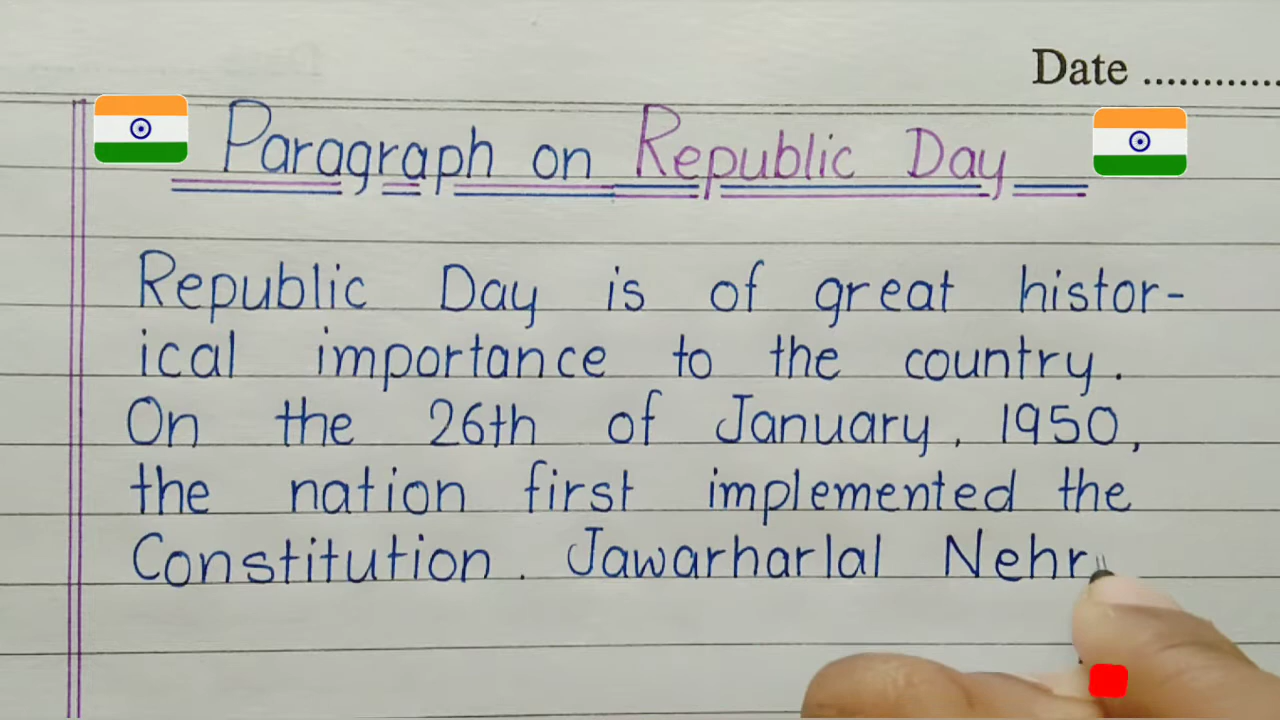 Date ............
Paragraph on Republic Day
Republic Day is of great histor-
ical importance to the country.
On the 26th of January, 1950,
the nation first implemented the
Constitution. Jawarharlal Nehr